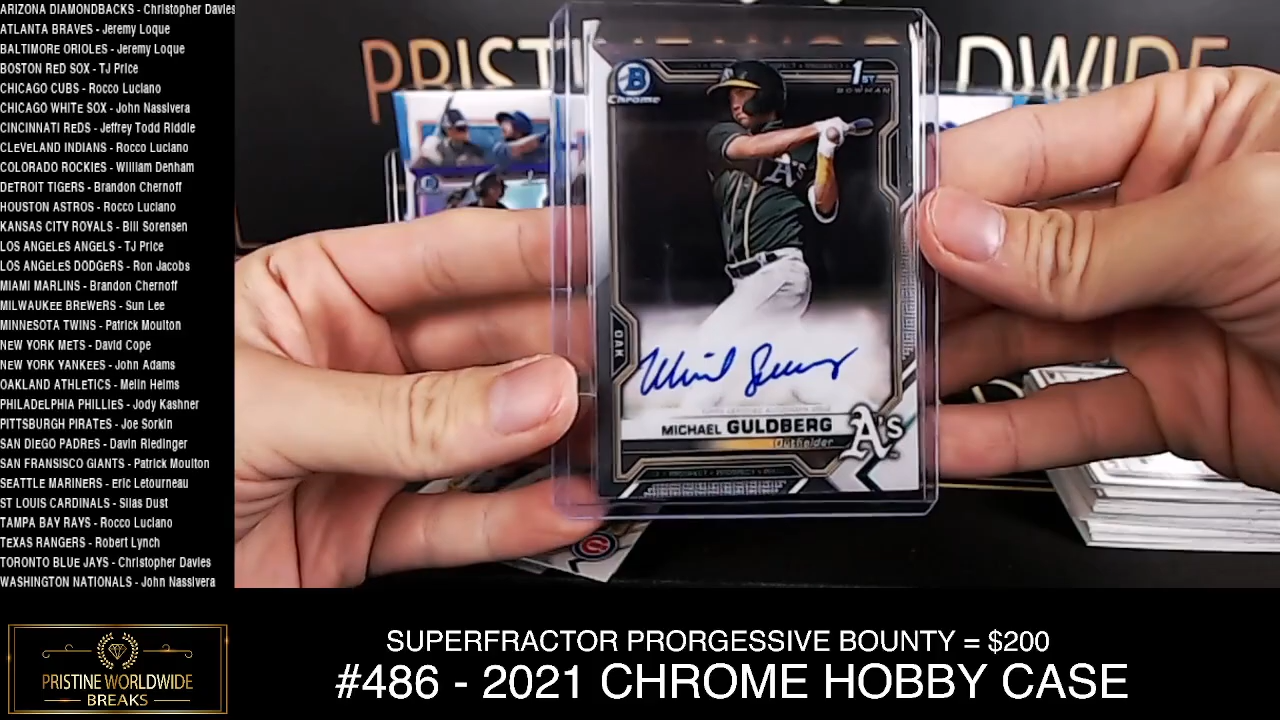 ARIZONA DIAMONDBACKS - Christopher Davies
ATLANTA BRAVES - Jeremy Loque
BALTIMORE ORIOLES - Jeremy Loque
BOSTON RED SOX - TJ Price
CHICAGO CUBS - Rocco Luciano
CHICAGO WHITE SOX - John Nassivera
CINCINNATI REDS - Jeffrey Todd Riddie
CLEVELAND INDIANS - Rocco Luciano
COLORADO ROCKIES - William Denham
DETROIT TIGERS - Brandon Chernoff
HOUSTON ASTROS - Rocco Luciano
KANSAS CITY ROYALS - Bill Sorensen
LOS ANGELES ANGELS - TJ Price
LOS ANGELES DODGERS - Ron Jacobs
MIAMI MARLINS - Brandon Chernoff
MILWAUKEE BREWERS - Sun Lee
MINNESOTA TWINS - Patrick Moulton
NEW YORK METS - David Cope
NEW YORK YANKEES - John Adams
OAKLAND ATHLETICS - Melin Heims
PHILADELPHIA PHILLIES - Jody Kashner
PITTSBURGH PIRATES - Joe Sorkin
SAN DIEGO PADRES - Davin Riedinger
SAN FRANSISCO GIANTS - Patrick Moulton
SEATTLE MARINERS - Eric Letourneau
ST LOUIS CARDINALS - Silas Dust
TAMPA BAY RAYS - Rocco Luciano
TEXAS RANGERS - Robert Lynch
TORONTO BLUE JAYS - Christopher Davies
WASHINGTON NATIONALS - John Nassivera
B
Chrome
1ST
BOWMAN
A's
OAK
MICHAEL GULDBERG
Outfielder
A's
PRISTINE WORLDWIDE
BREAKS
SUPERFRACTOR PRORGESSIVE BOUNTY = $200
#486 - 2021 CHROME HOBBY CASE